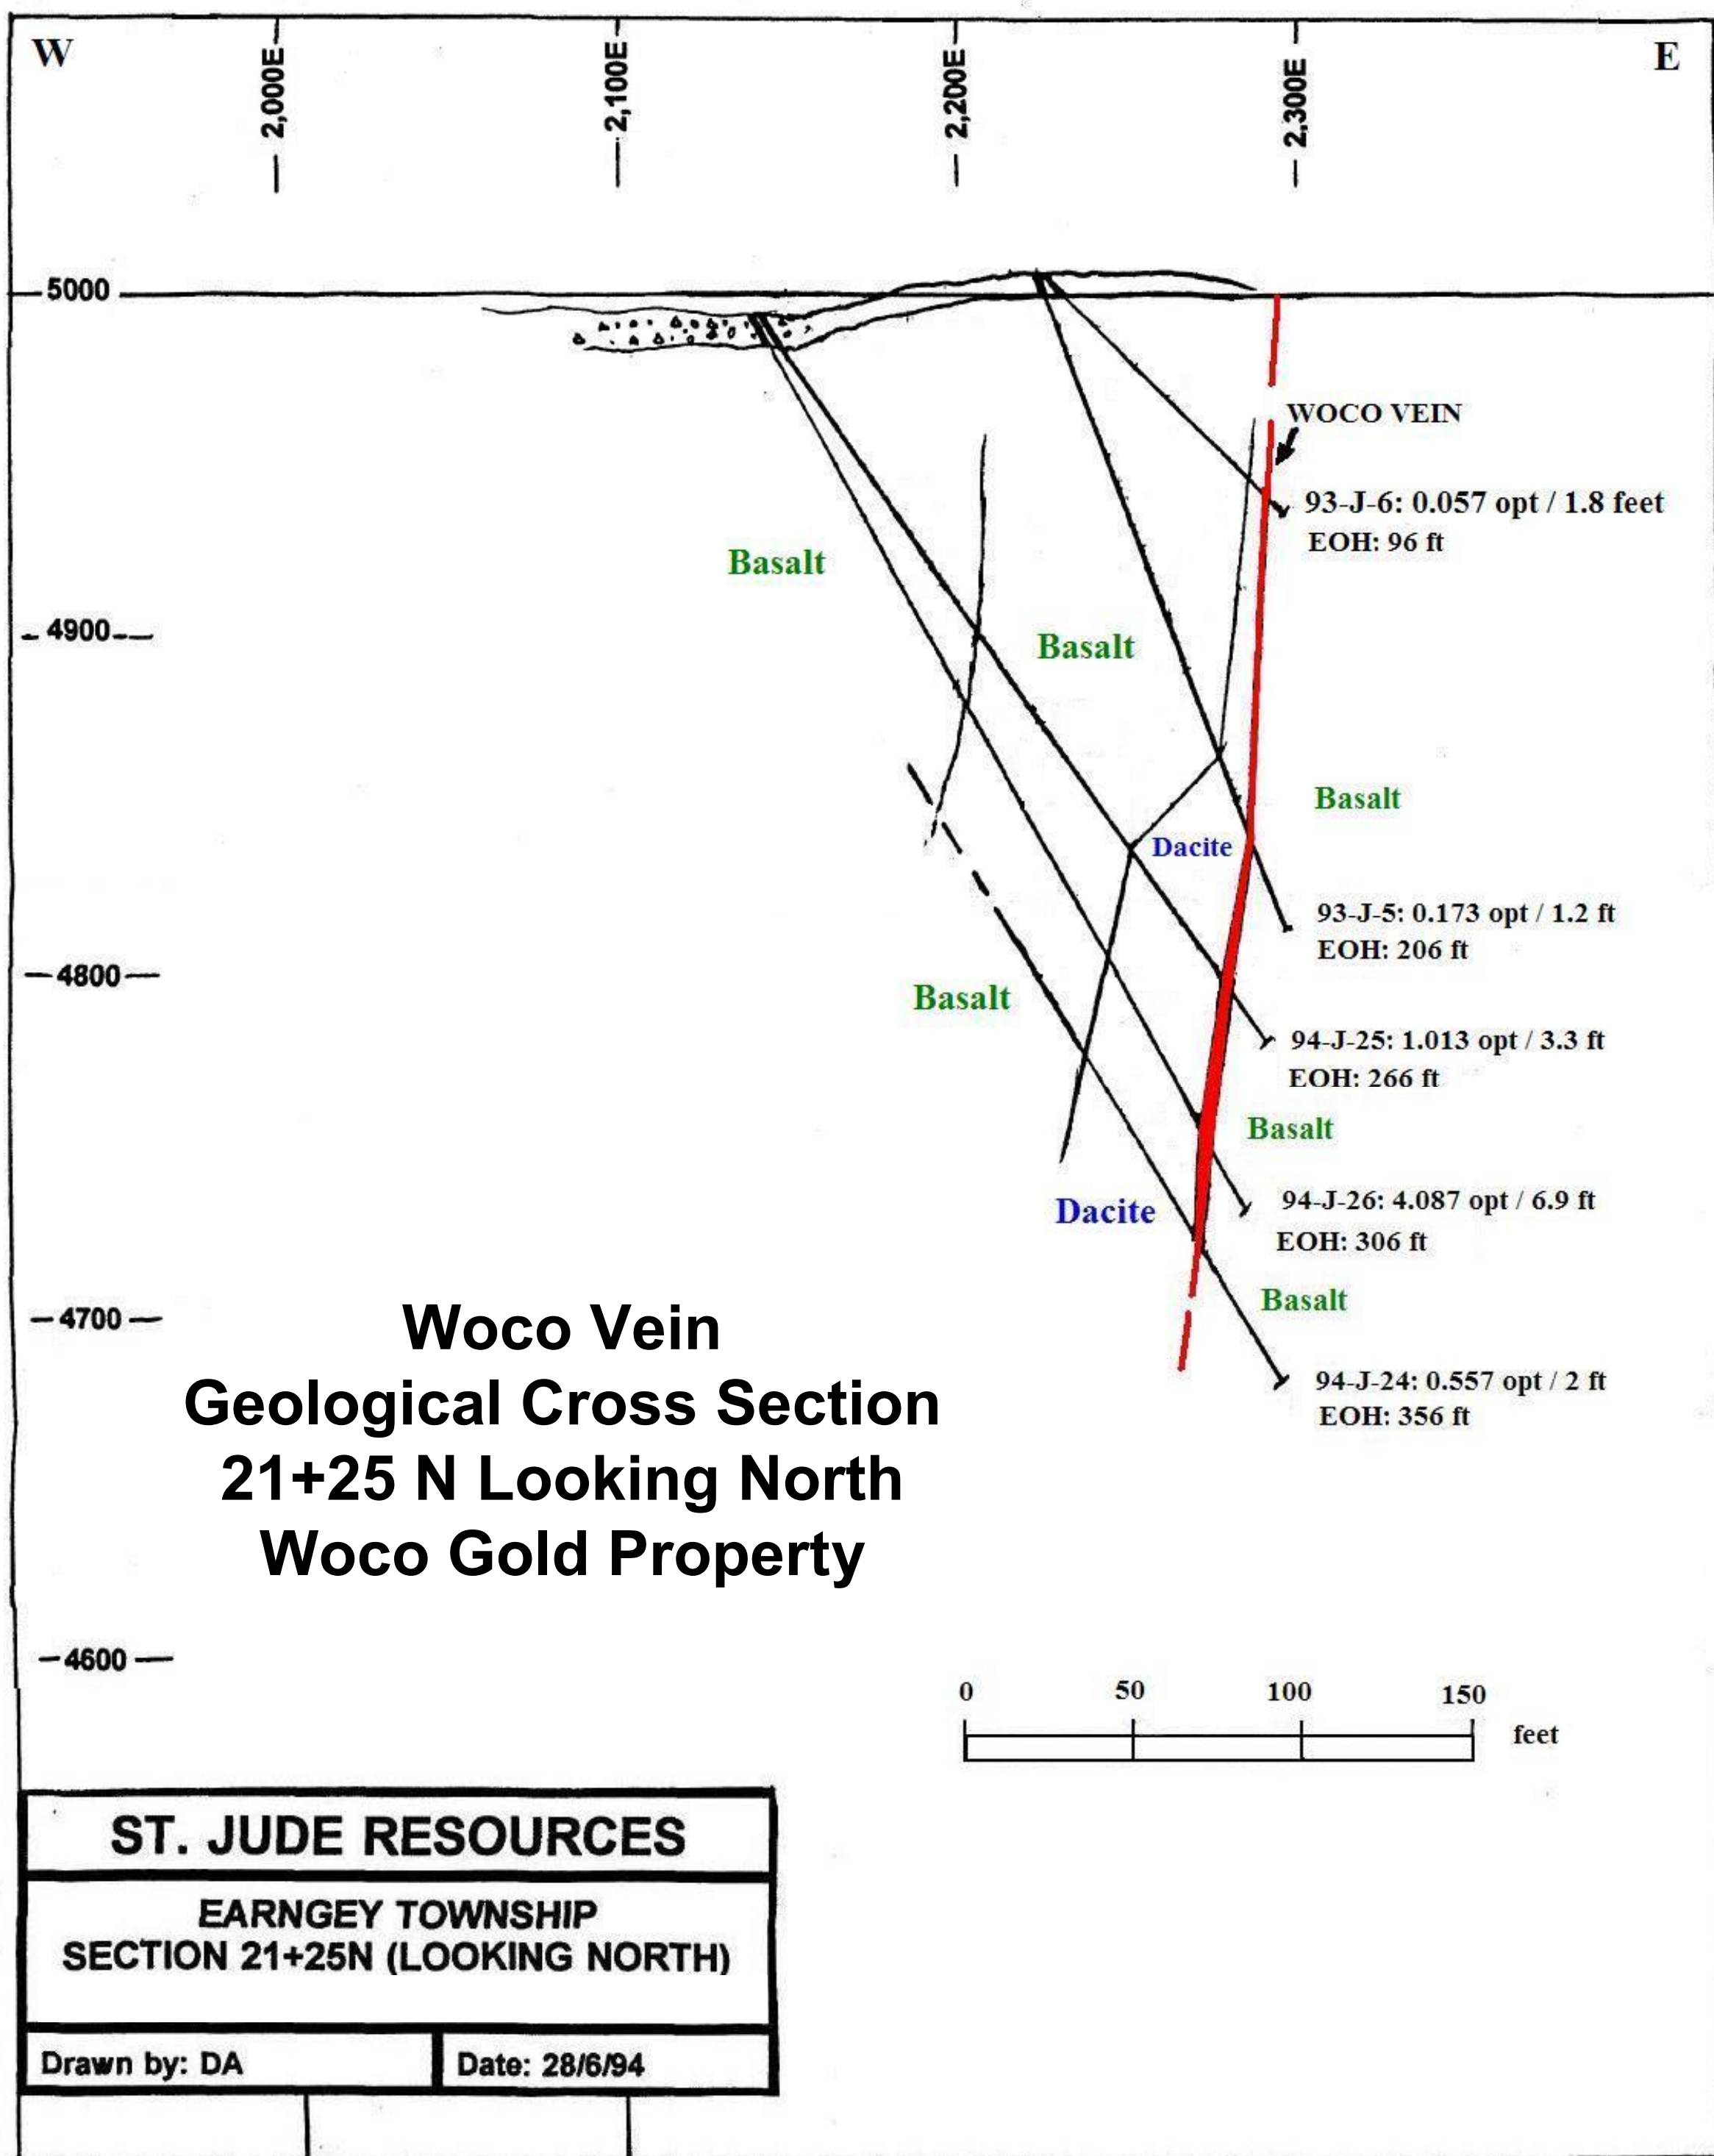 W
E
2,000E
2,100E
2,200E
2,300E
5000
WOCO VEIN
93-J-6: 0.057 opt / 1.8 feet
EOH: 96 ft
Basalt
4900
Basalt
Basalt
Dacite
93-J-5: 0.173 opt / 1.2 ft
EOH: 206 ft
4800
Basalt
94-J-25: 1.013 opt / 3.3 ft
EOH: 266 ft
Basalt
94-J-26: 4.087 opt / 6.9 ft
Dacite
EOH: 306 ft
Basalt
4700
94-J-24: 0.557 opt / 2 ft
EOH: 356 ft
Woco Vein
Geological Cross Section
21+25 N Looking North
Woco Gold Property
4600
0 50 100 150
feet
ST. JUDE RESOURCES
EARNGEY TOWNSHIP
SECTION 21+25N (LOOKING NORTH)
Drawn by: DA
Date: 28/6/94